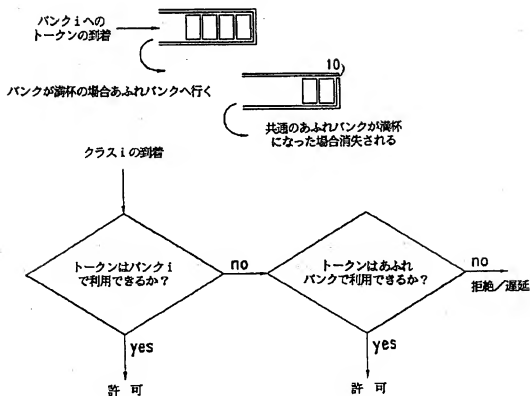 バンクiへの
トークンの到着
バンクが満杯の場合あふれバンクへ行く
10
共通のあふれバンクが満杯
になった場合消失される
クラスiの到着
トークンはバンクi
で利用できるか？
no
トークンはあふれ
バンクで利用できるか？
no
拒絶／遅延
yes
yes
許 可
許 可